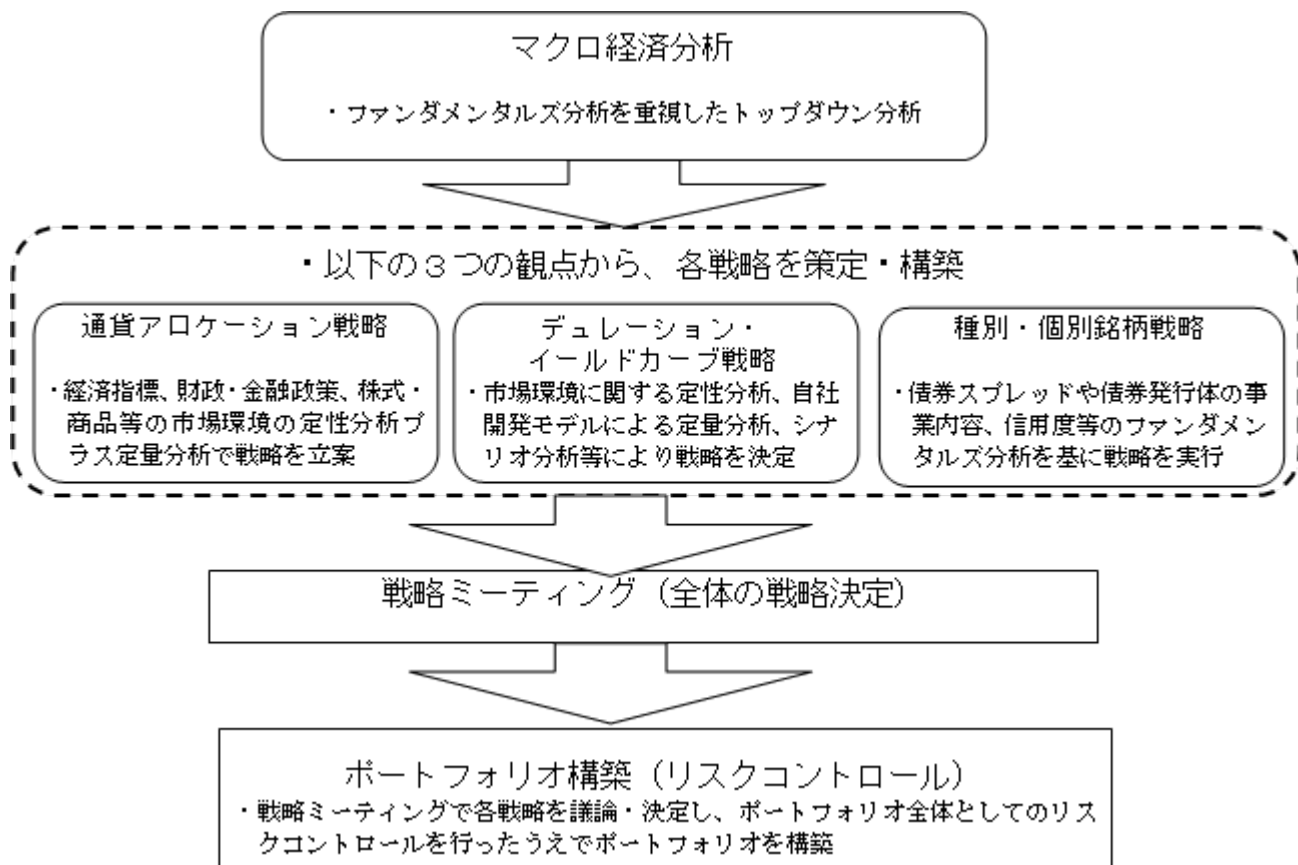 マクロ経済分析
・ファンダメンタルズ分析を重視したトップダウン分析
・以下の３つの観点から、各戦略を策定・構築
通貨アロケーション戦略
・経済指標、財政・金融政策、株式・
商品等の市場環境の定性分析プ
ラス定量分析で戦略を立案
デュレーション・
イールドカーブ戦略
・市場環境に関する定性分析、自社
開発モデルによる定量分析、シナ
リオ分析等により戦略を決定
種別・個別銘柄戦略
・債券スプレッドや債券発行体の事
業内容、信用度等のファンダメン
タルズ分析を基に戦略を実行
戦略ミーティング（全体の戦略決定）
ポートフォリオ構築（リスクコントロール）
・戦略ミーティングで各戦略を議論・決定し、ポートフォリオ全体としてのリス
クコントロールを行ったうえでポートフォリオを構築